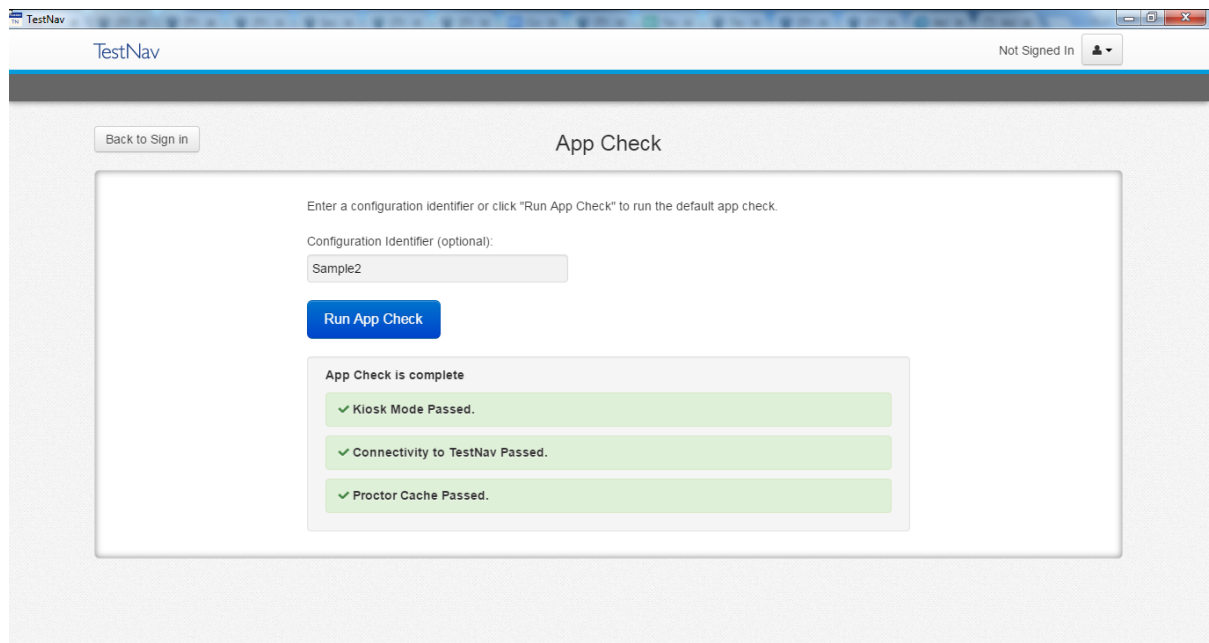 TestNav
TestNav
Not Signed In
Back to Sign in
App Check
Enter a configuration identifier or click "Run App Check" to run the default app check.
Configuration Identifier (optional):
Sample2
Run App Check
App Check is complete
Kiosk Mode Passed.
Connectivity to TestNav Passed.
Proctor Cache Passed.